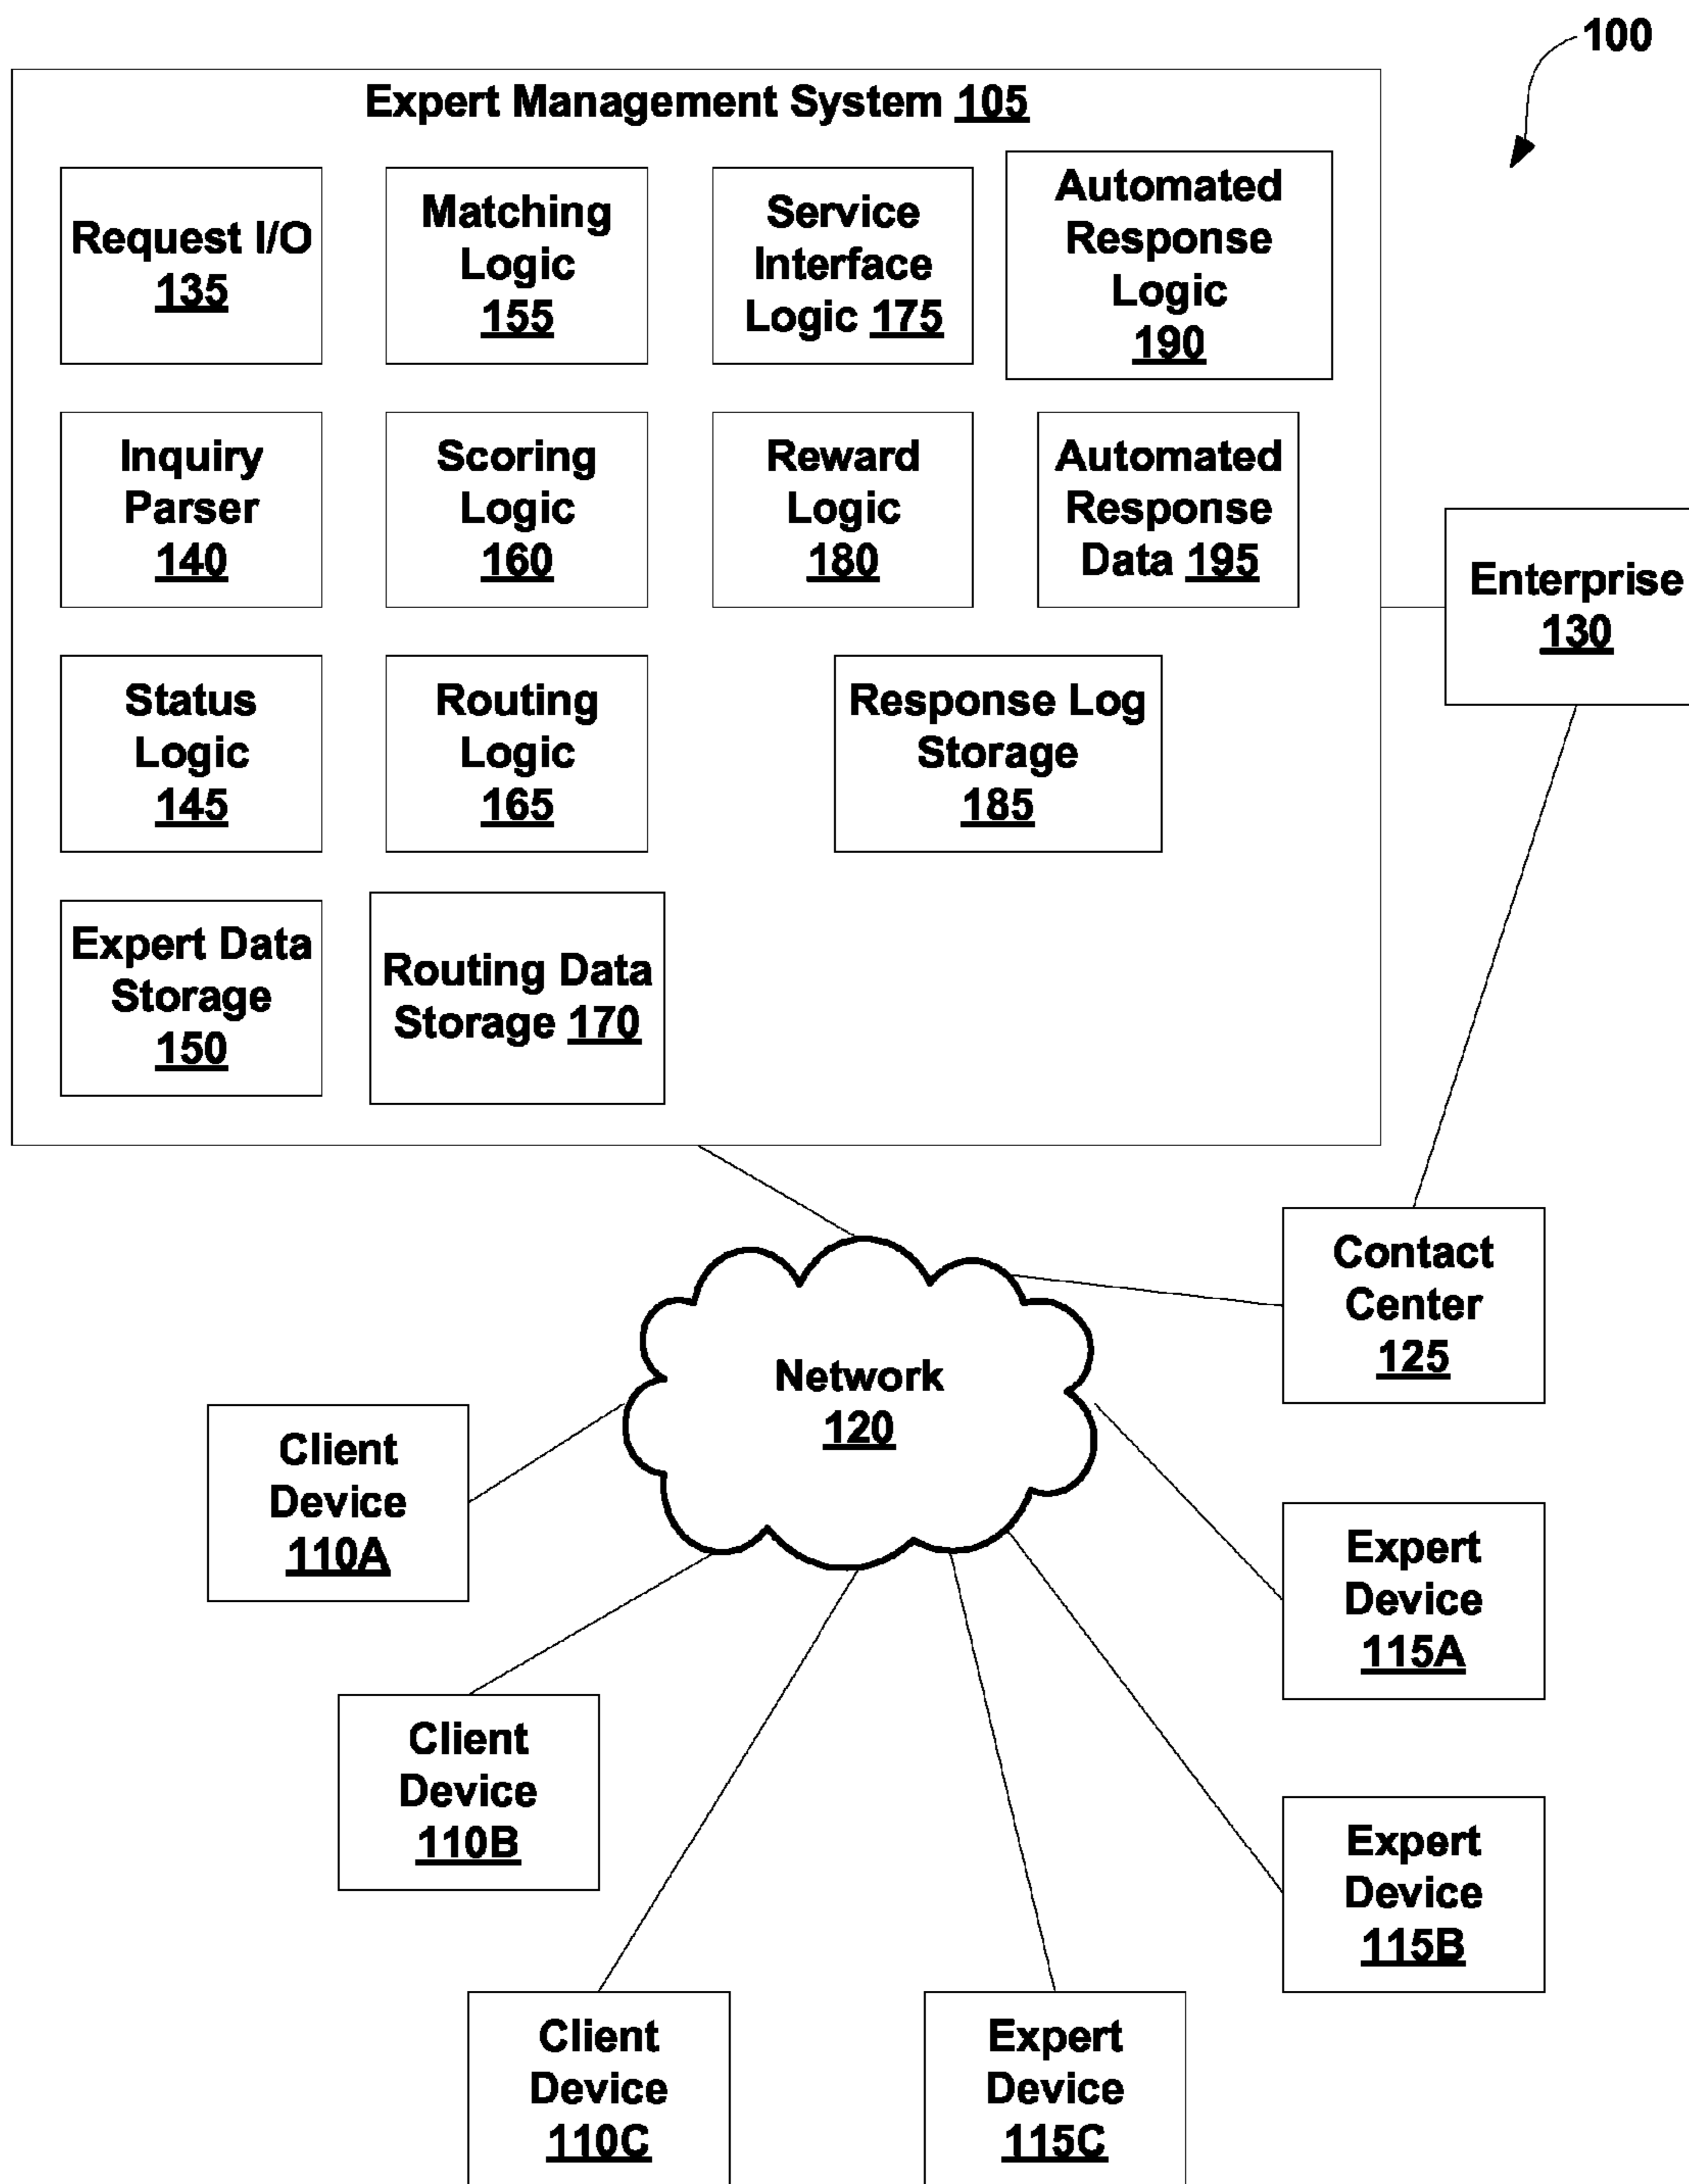 100
Expert Management System 105
Request I/O
135
Matching
Logic
155
Service
Interface
Logic 175
Automated
Response
Logic
190
Inquiry
Parser
140
Scoring
Logic
160
Reward
Logic
180
Automated
Response
Data 195
Enterprise
130
Status
Logic
145
Routing
Logic
165
Response Log
Storage
185
Expert Data
Storage
150
Routing Data
Storage 170
Contact
Center
125
Network
120
Client
Device
110A
Expert
Device
115A
Client
Device
110B
Expert
Device
115B
Client
Device
110C
Expert
Device
115C